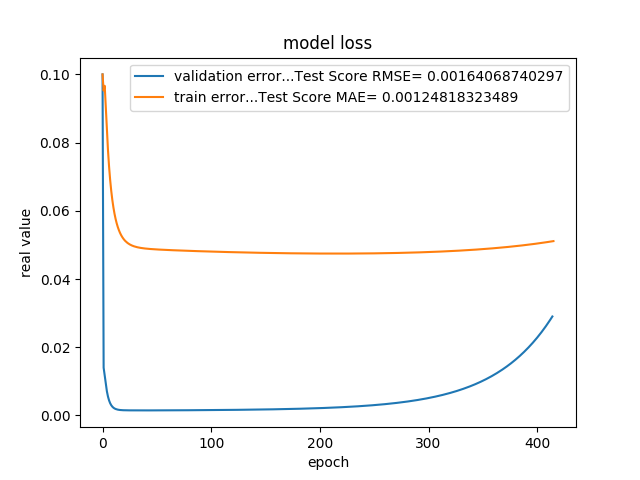 model loss
validation error...Test Score RMSE= 0.00164068740297
train error...Test Score MAE= 0.00124818323489
0.10
0.08
0.06
0.04
0.02
0.00
real value
0 100 200 300 400
epoch